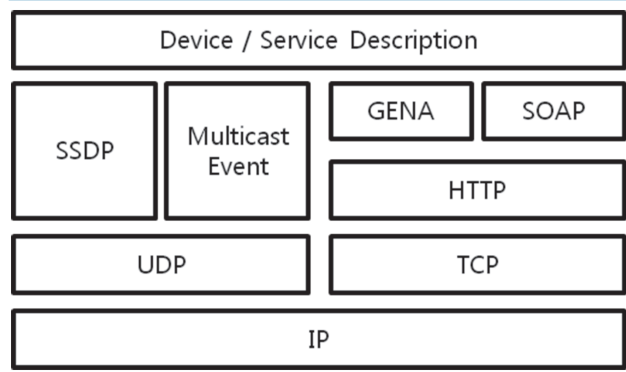 Device / Service Description
SSDP
Multicast
Event
GENA
SOAP
HTTP
UDP
TCP
IP